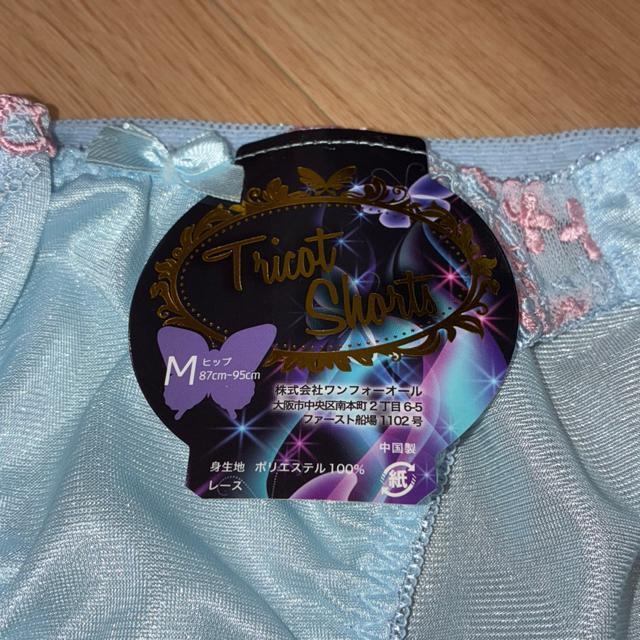 Tricot
Shorts
M ヒップ
87cm-95cm
株式会社ワンフォーオール
大阪市中央区南本町2丁目6-5
ファースト船場1102号
中国製
身生地 ポリエステル100%
レース
紙